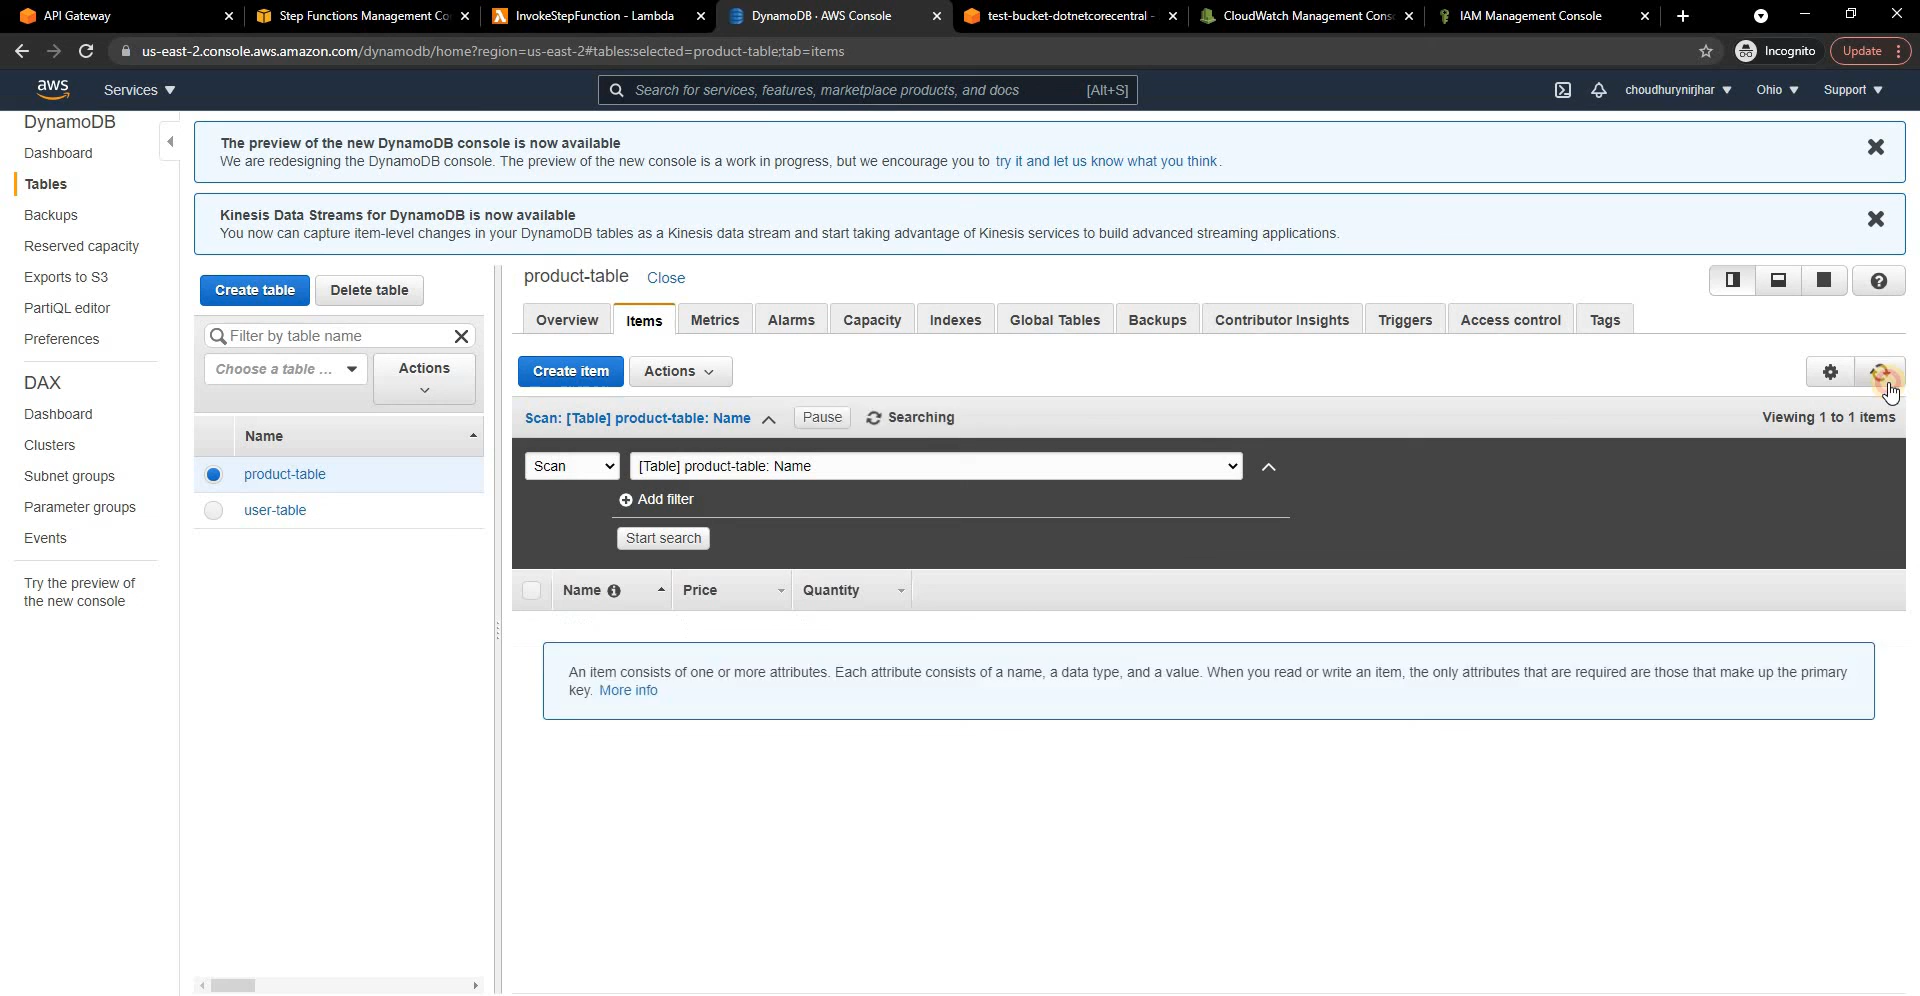 API Gateway
Step Functions Management Co
InvokeStepFunction - Lambda
DynamoDB · AWS Console
test-bucket-dotnetcorecentral -
CloudWatch Management Cons
IAM Management Console
us-east-2.console.aws.amazon.com/dynamodb/home?region=us-east-2#tables:selected=product-table;tab=items
Incognito
Update
aws
Services
Search for services, features, marketplace products, and docs
[Alt+S]
choudhurynirjhar
Ohio
Support
DynamoDB
Dashboard
Tables
Backups
Reserved capacity
Exports to S3
PartiQL editor
Preferences
DAX
Dashboard
Clusters
Subnet groups
Parameter groups
Events
Try the preview of
the new console
The preview of the new DynamoDB console is now available
We are redesigning the DynamoDB console. The preview of the new console is a work in progress, but we encourage you to try it and let us know what you think.
Kinesis Data Streams for DynamoDB is now available
You now can capture item-level changes in your DynamoDB tables as a Kinesis data stream and start taking advantage of Kinesis services to build advanced streaming applications.
Create table
Delete table
Filter by table name
Choose a table ...
Actions
Name
product-table
user-table
product-table Close
Overview
Items
Metrics
Alarms
Capacity
Indexes
Global Tables
Backups
Contributor Insights
Triggers
Access control
Tags
Create item
Actions
Scan: [Table] product-table: Name
Pause
Searching
Viewing 1 to 1 items
Scan
[Table] product-table: Name
Add filter
Start search
Name
Price
Quantity
An item consists of one or more attributes. Each attribute consists of a name, a data type, and a value. When you read or write an item, the only attributes that are required are those that make up the primary
key. More info